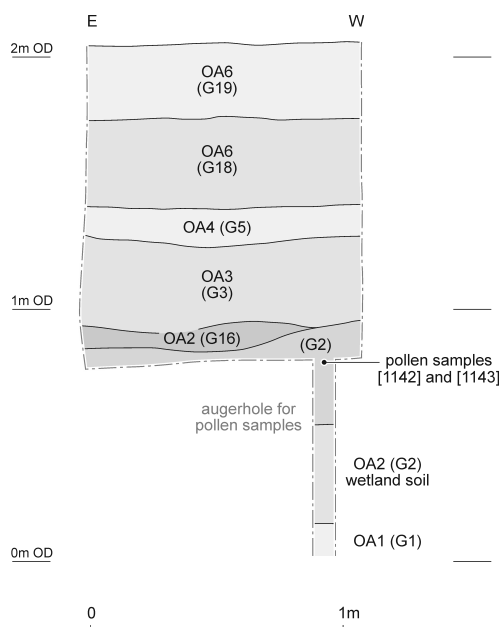 E W
2m OD
OA6
(G19)
OA6
(G18)
OA4 (G5)
OA3
(G3)
1m OD
OA2 (G16)
(G2)
pollen samples
[1142] and [1143]
augerhole for
pollen samples
OA2 (G2)
wetland soil
OA1 (G1)
0m OD
0 1m